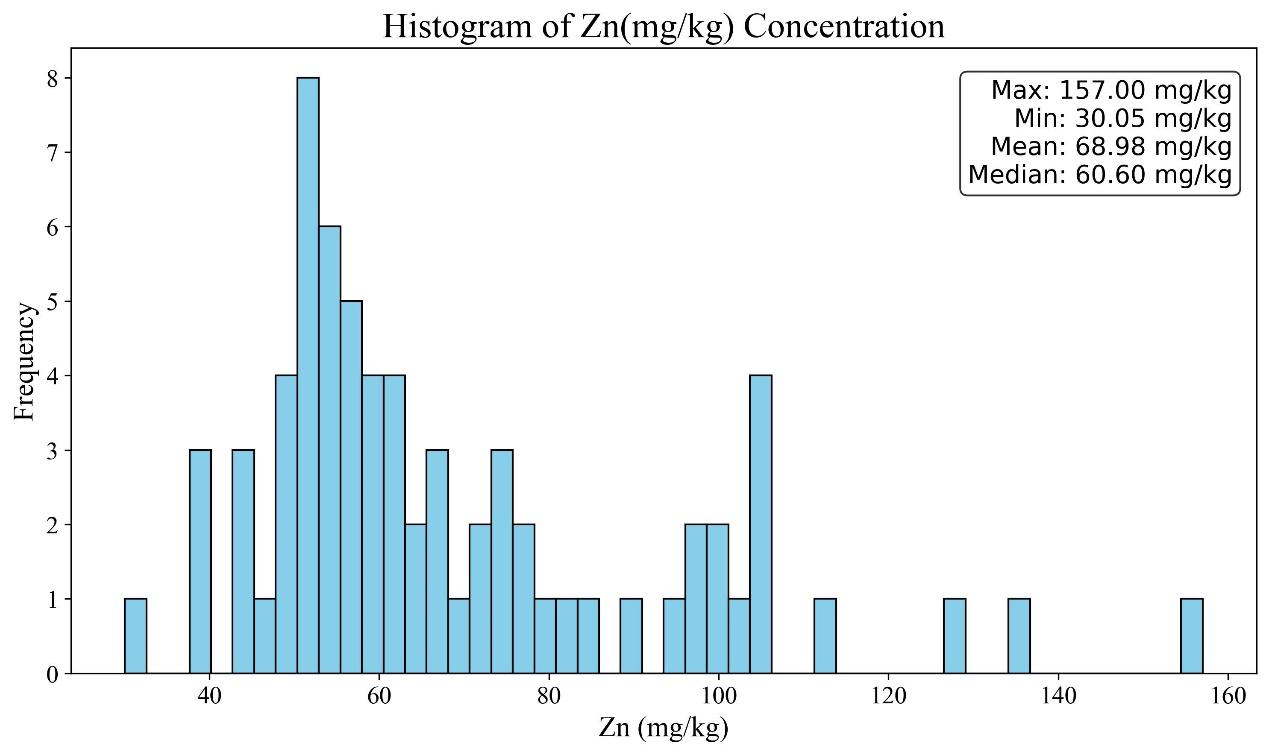 Histogram of Zn(mg/kg) Concentration
Max: 157.00 mg/kg
Min: 30.05 mg/kg
Mean: 68.98 mg/kg
Median: 60.60 mg/kg
Frequency
8
7
6
5
4
3
2
1
0
40 60 80 100 120 140 160
Zn (mg/kg)